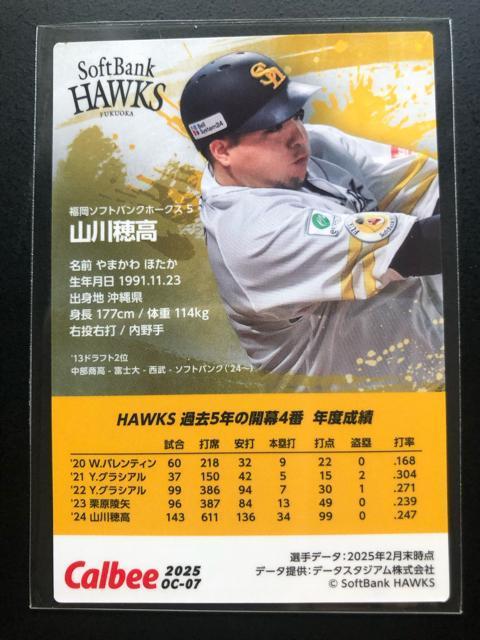 SoftBank
HAWKS
FUKUOKA
福岡ソフトバンクホークス 5
山川穂高
名前 やまかわ ほたか
生年月日 1991.11.23
出身地 沖縄県
身長 177cm / 体重 114kg
右投右打 / 内野手
'13ドラフト2位
中部商高 - 富士大 - 西武 - ソフトバンク('24〜)
HAWKS 過去5年の開幕4番 年度成績
試合 打席 安打 本塁打 打点 盗塁 打率
'20 W.バレンティン 60 218 32 9 22 0 .168
'21 Y.グラシアル 37 150 42 5 15 2 .304
'22 Y.グラシアル 99 386 94 7 30 1 .271
'23 栗原陵矢 96 387 84 13 49 0 .239
'24 山川穂高 143 611 136 34 99 0 .247
選手データ：2025年2月末時点
データ提供：データスタジアム株式会社
© SoftBank HAWKS
Calbee 2025
OC-07